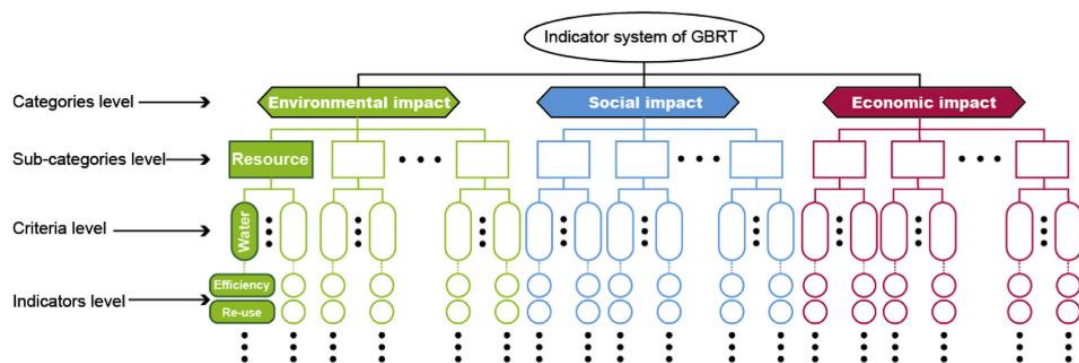 Indicator system of GBRT
Categories level
Environmental impact
Social impact
Economic impact
Sub-categories level
Resource
Criteria level
Water
Indicators level
Efficiency
Re-use